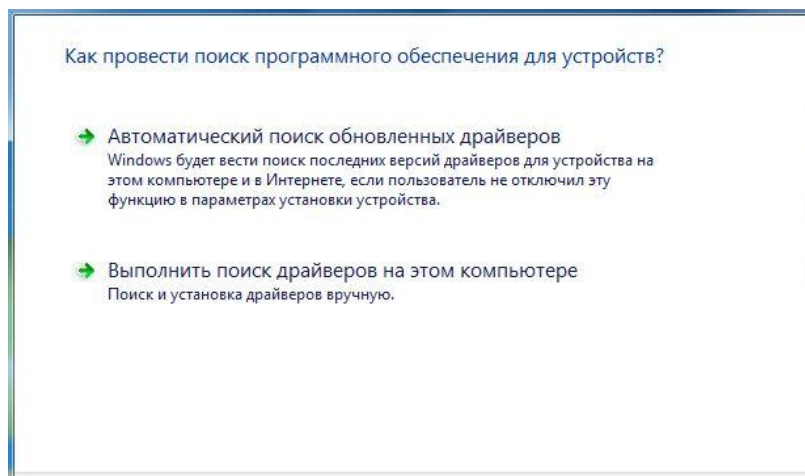 Как провести поиск программного обеспечения для устройств?
Автоматический поиск обновленных драйверов
Windows будет вести поиск последних версий драйверов для устройства на
этом компьютере и в Интернете, если пользователь не отключил эту
функцию в параметрах установки устройства.
Выполнить поиск драйверов на этом компьютере
Поиск и установка драйверов вручную.